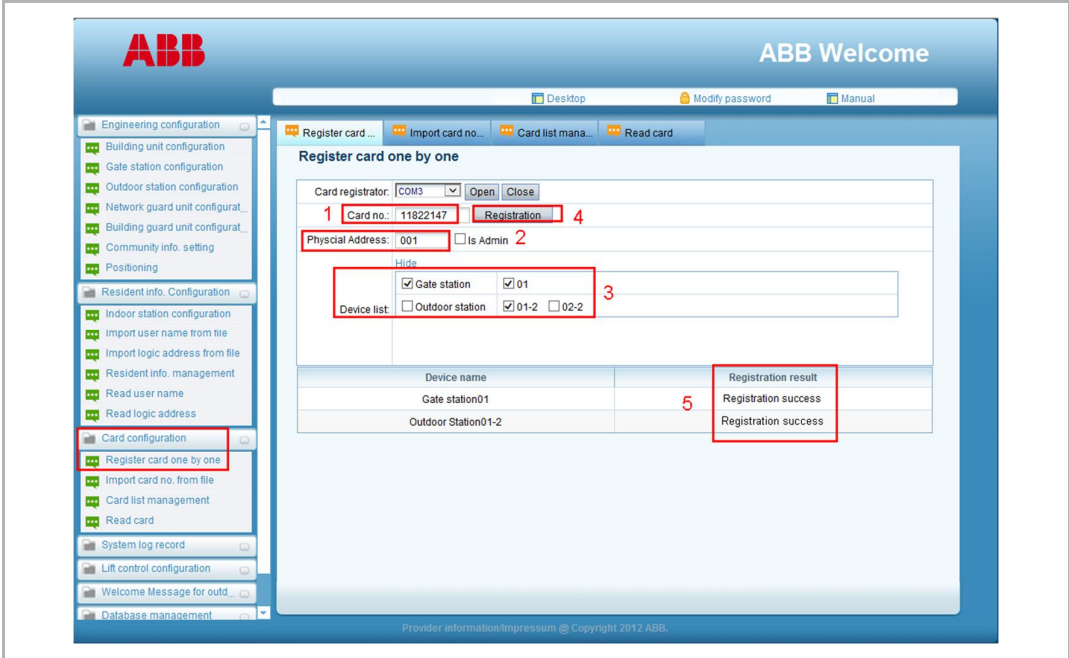 ABB
ABB Welcome
Desktop
Modify password
Manual
Engineering configuration
Building unit configuration
Gate station configuration
Outdoor station configuration
Network guard unit configurat...
Building guard unit configurat...
Community info. setting
Positioning
Resident info. Configuration
Indoor station configuration
Import user name from file
Import logic address from file
Resident info. management
Read user name
Read logic address
Card configuration
Register card one by one
Import card no. from file
Card list management
Read card
System log record
Lift control configuration
Welcome Message for outd...
Database management
Register card ...
Import card no...
Card list mana...
Read card
Register card one by one
Card registrator: COM3 Open Close
1 Card no.: 11822147 Registration 4
Physcial Address: 001 Is Admin 2
Hide
Device list:
Gate station 01
Outdoor station 01-2 02-2
3
Device name Registration result
Gate station01 Registration success
5
Outdoor Station01-2 Registration success
Provider information/Impressum @ Copyright 2012 ABB.